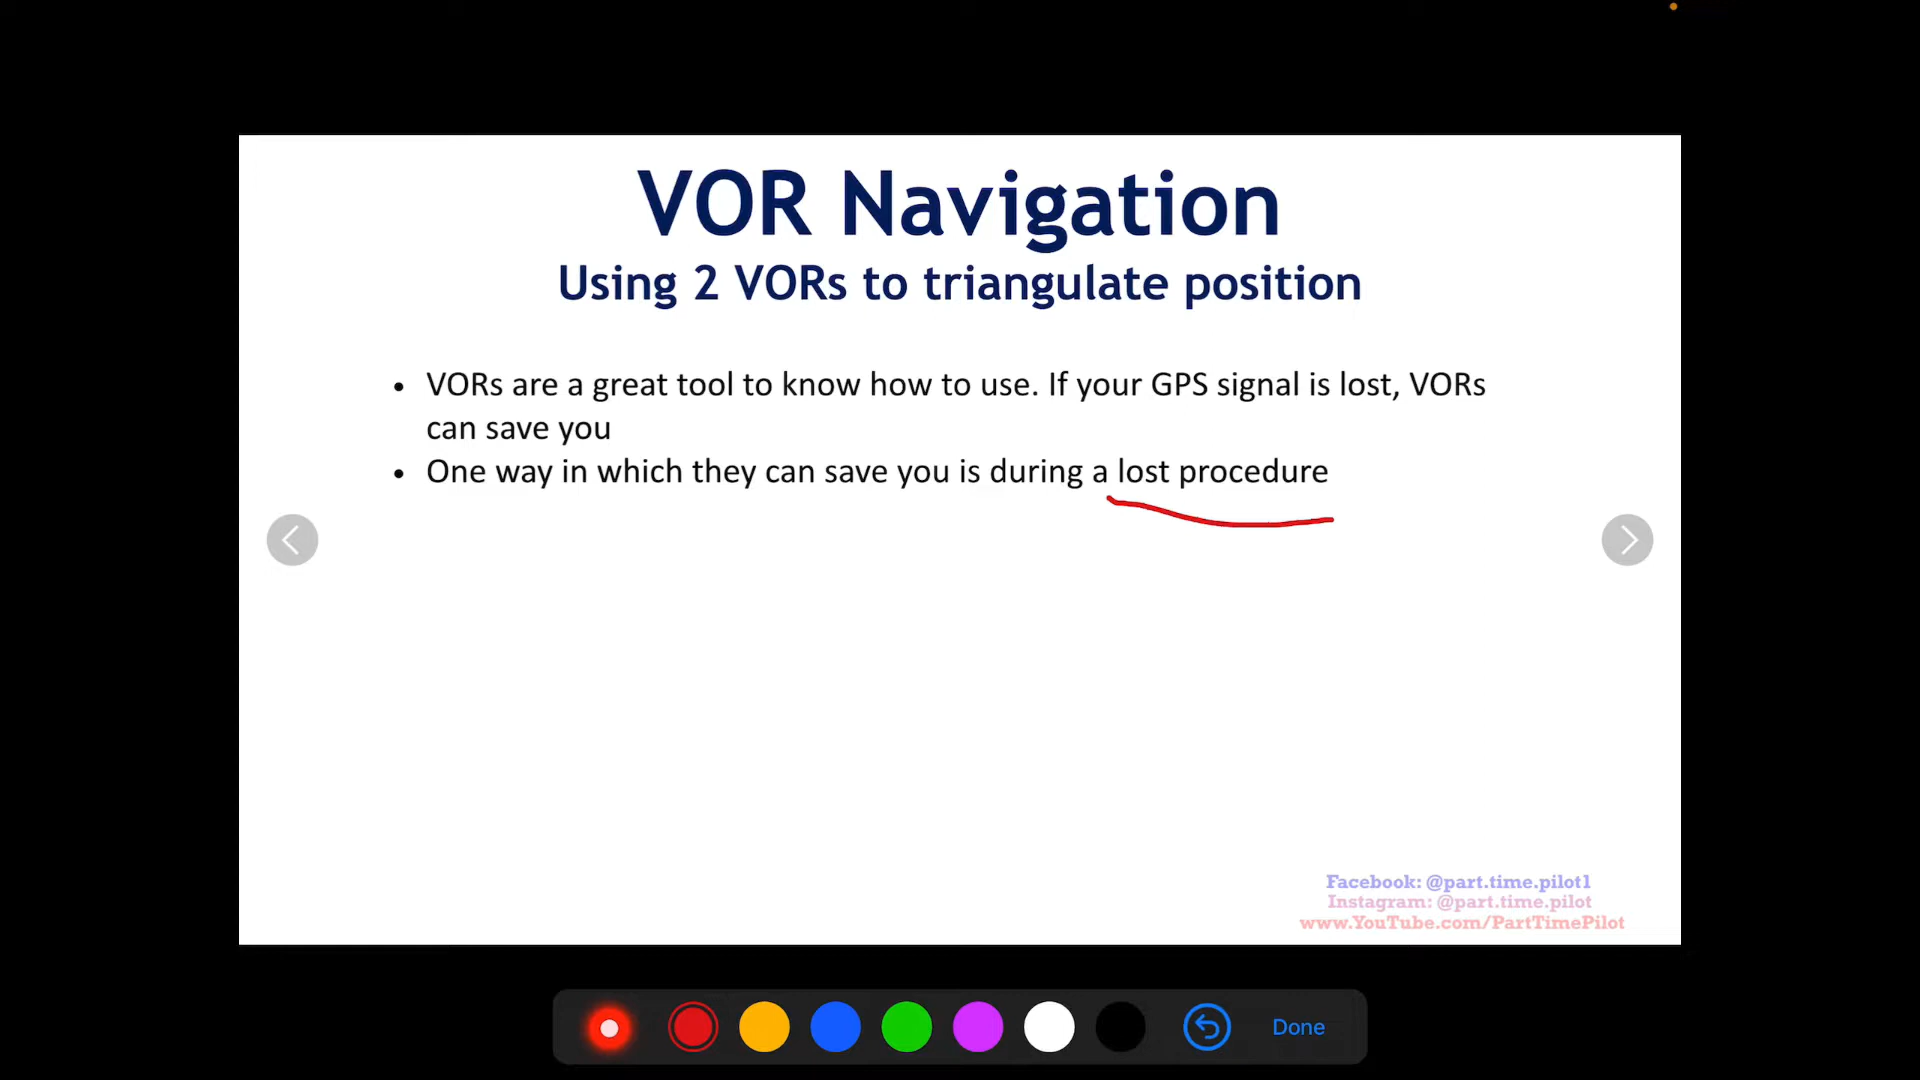 VOR Navigation
Using 2 VORs to triangulate position
• VORs are a great tool to know how to use. If your GPS signal is lost, VORs
can save you
• One way in which they can save you is during a lost procedure
Facebook: @part.time.pilot1
Instagram: @part.time.pilot
www.YouTube.com/PartTimePilot
Done